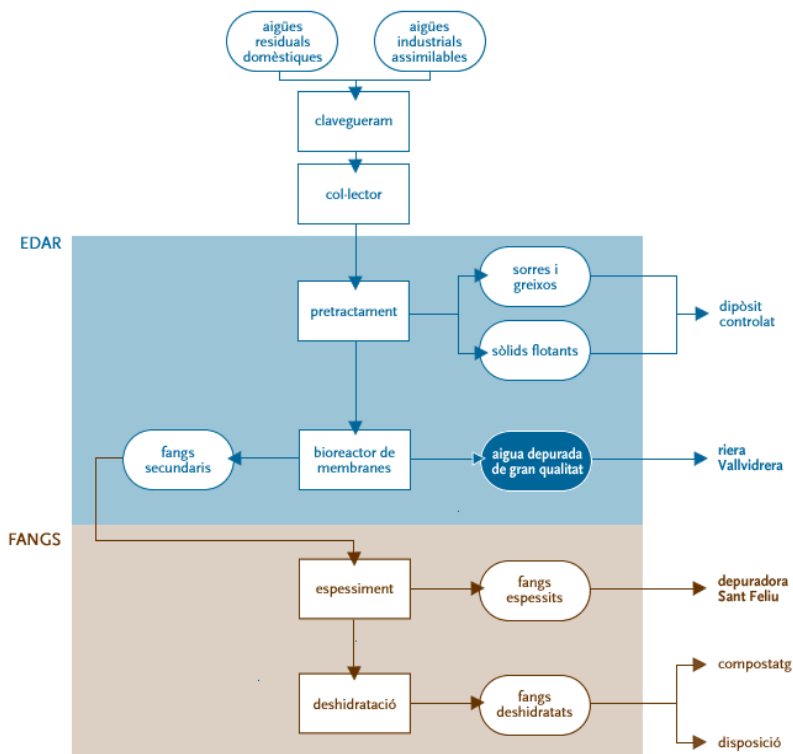 aigües
residuals
domèstiques
aigües
industrials
assimilables
clavegueram
col·lector
EDAR
pretractament
sorres i
greixos
sòlids flotants
dipòsit
controlat
fangs
secundaris
bioreactor de
membranes
aigua depurada
de gran qualitat
riera
Vallvidrera
FANGS
espessiment
fangs
espessits
depuradora
Sant Feliu
deshidratació
fangs
deshidratats
compostatg
disposició